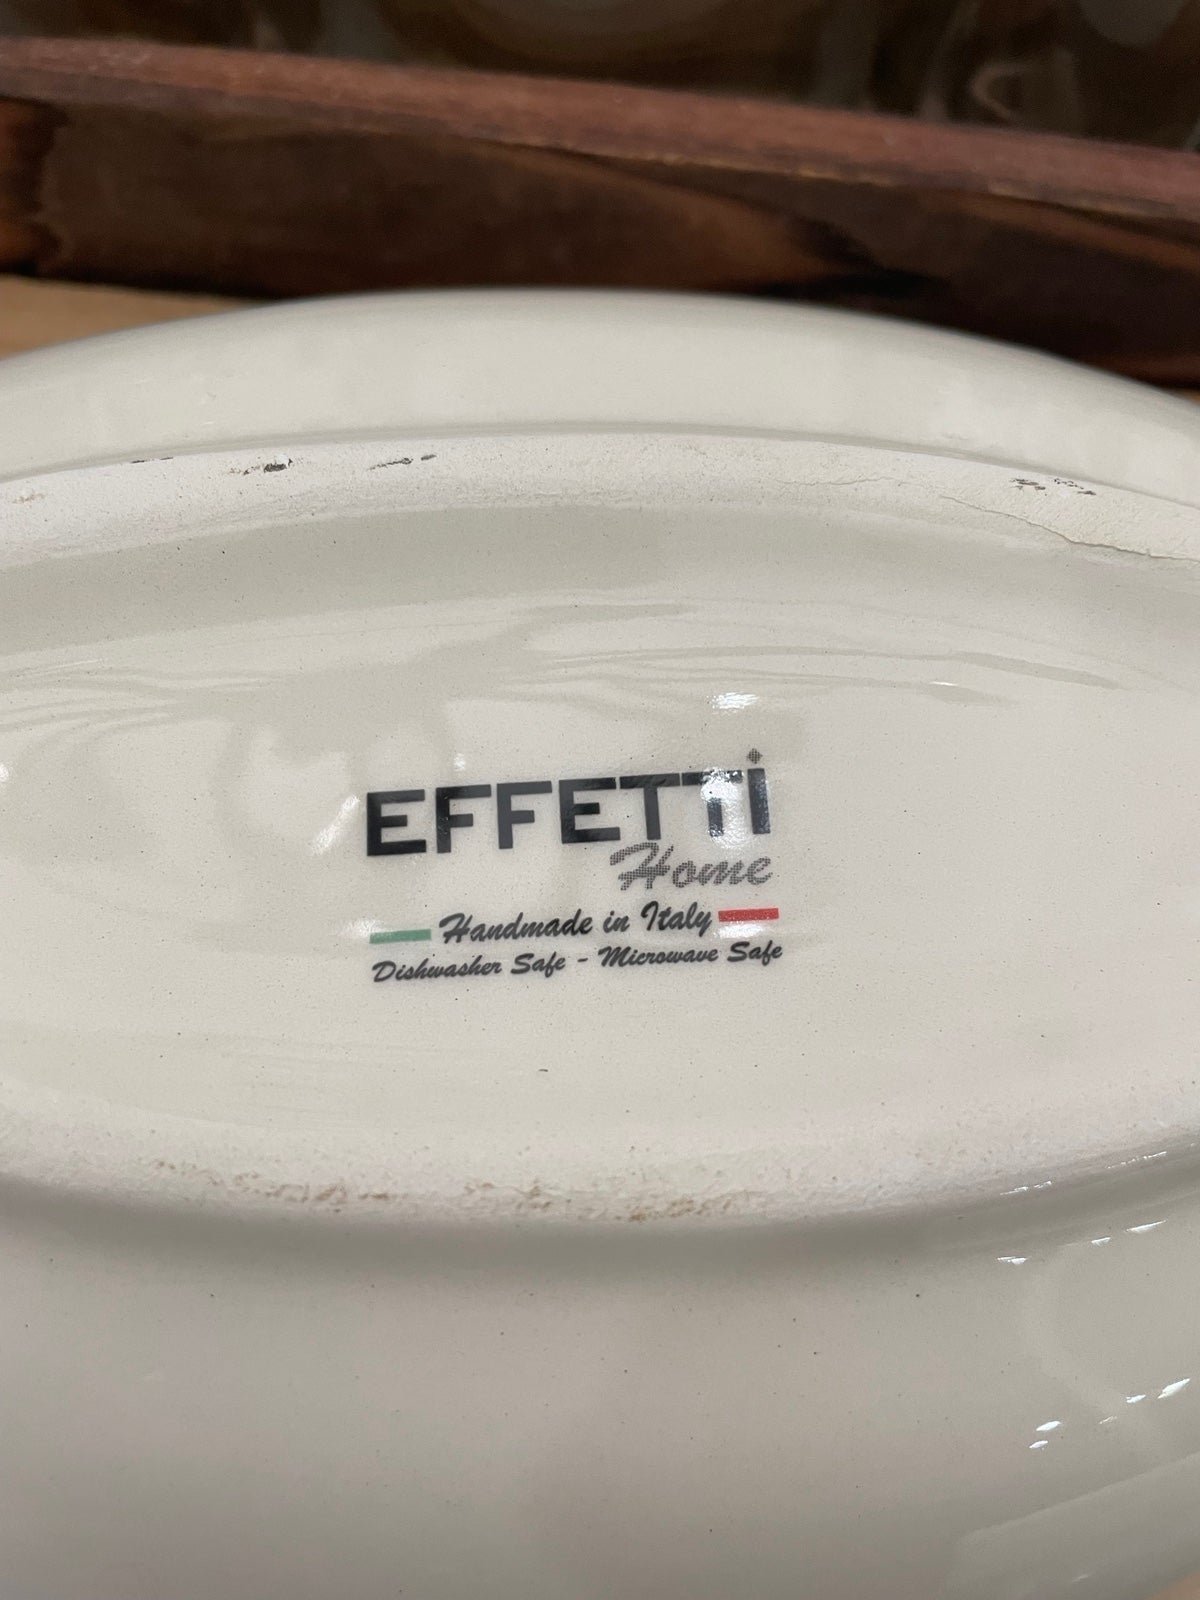 EFFETTi
Home
Handmade in Italy
Dishwasher Safe - Microwave Safe